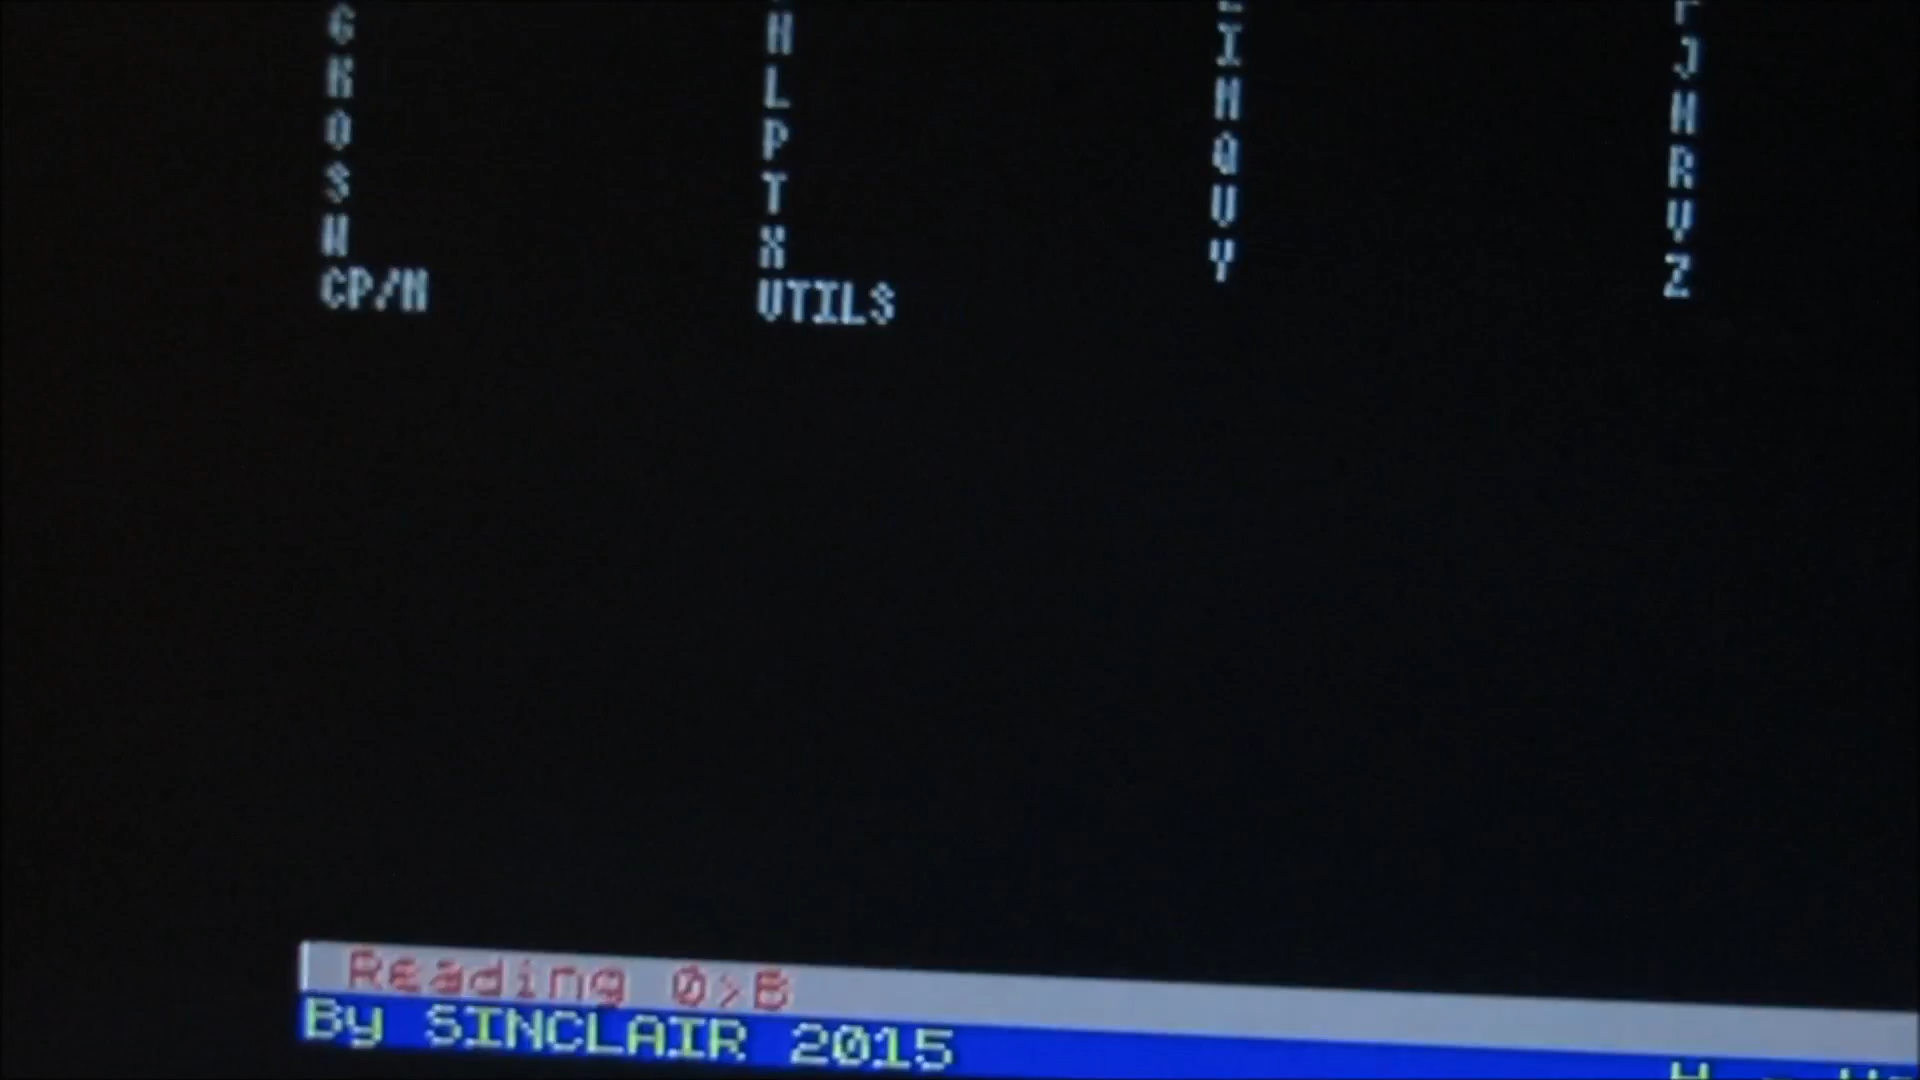 G H I J
K L M N
O P Q R
S T U V
W X Y Z
CP/M UTILS
Reading 0>B
By SINCLAIR 2015